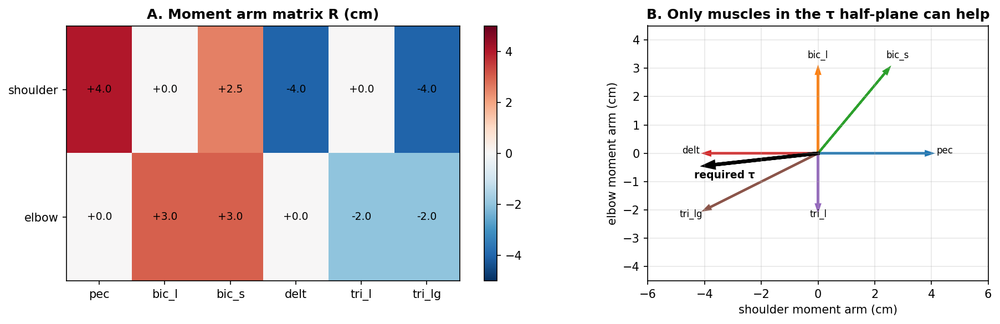 A. Moment arm matrix R (cm)
shoulder
elbow
+4.0 +0.0 +2.5 -4.0 +0.0 -4.0
+0.0 +3.0 +3.0 +0.0 -2.0 -2.0
pec bic_l bic_s delt tri_l tri_lg
4
2
0
−2
−4
B. Only muscles in the τ half-plane can help
elbow moment arm (cm)
4
3
2
1
0
−1
−2
−3
−4
bic_l
bic_s
delt
pec
required τ
tri_lg
tri_l
−6 −4 −2 0 2 4 6
shoulder moment arm (cm)